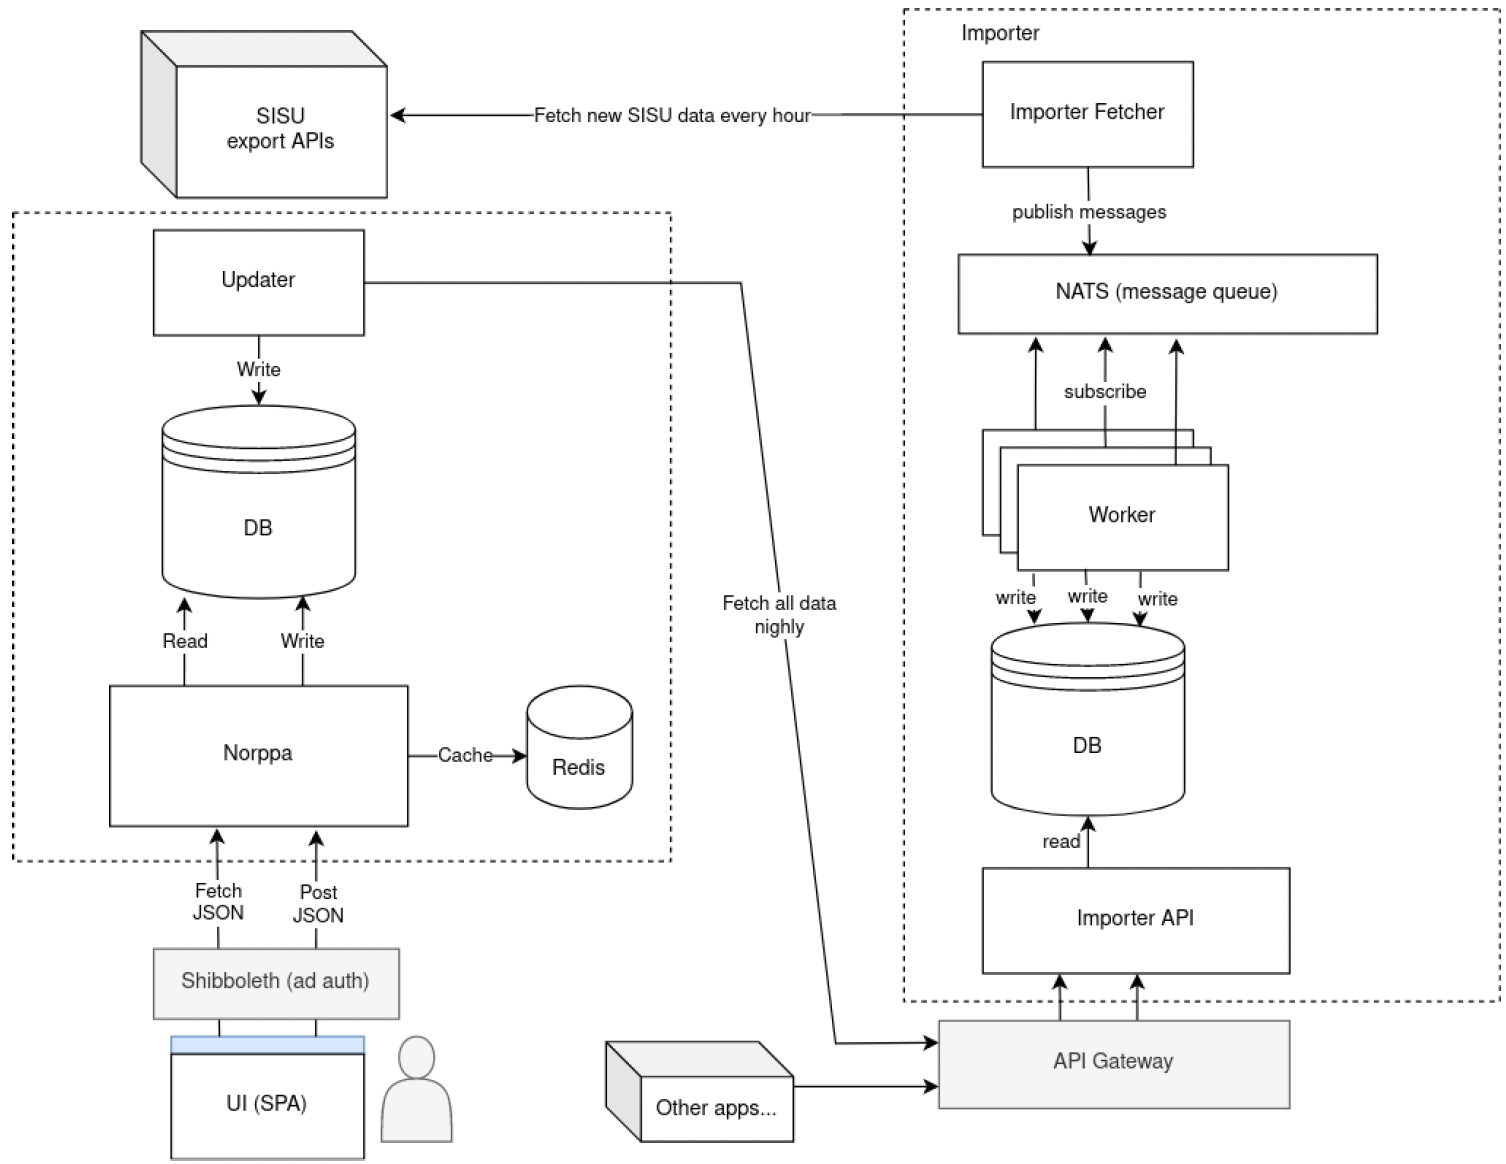 Importer
SISU
export APIs
Fetch new SISU data every hour
Importer Fetcher
publish messages
Updater
NATS (message queue)
Write
subscribe
DB
Worker
write
write
write
Fetch all data
nighly
Read
Write
Norppa
Cache
Redis
DB
read
Fetch
JSON
Post
JSON
Importer API
Shibboleth (ad auth)
API Gateway
UI (SPA)
Other apps...